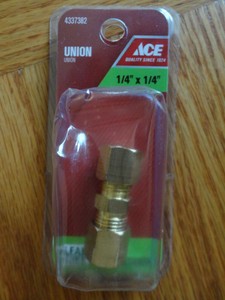 4337382
UNION
UNION
ACE
QUALITY SINCE 1924
1/4" x 1/4"